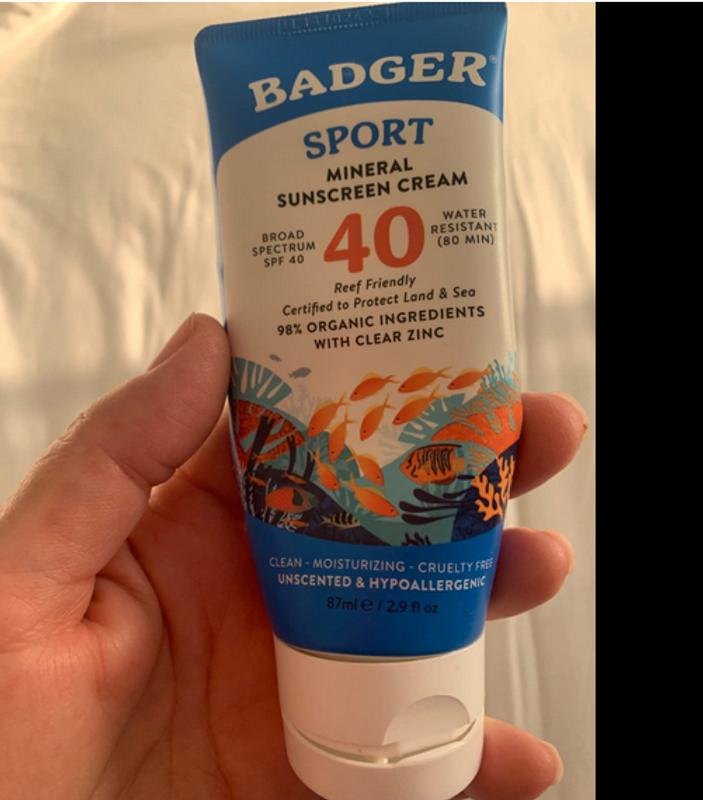 BADGER®
SPORT
MINERAL
SUNSCREEN CREAM
BROAD
SPECTRUM
SPF 40
40
WATER
RESISTANT
(80 MIN)
Reef Friendly
Certified to Protect Land & Sea
98% ORGANIC INGREDIENTS
WITH CLEAR ZINC
CLEAN - MOISTURIZING - CRUELTY FREE
UNSCENTED & HYPOALLERGENIC
87ml ℮ / 2.9 fl oz